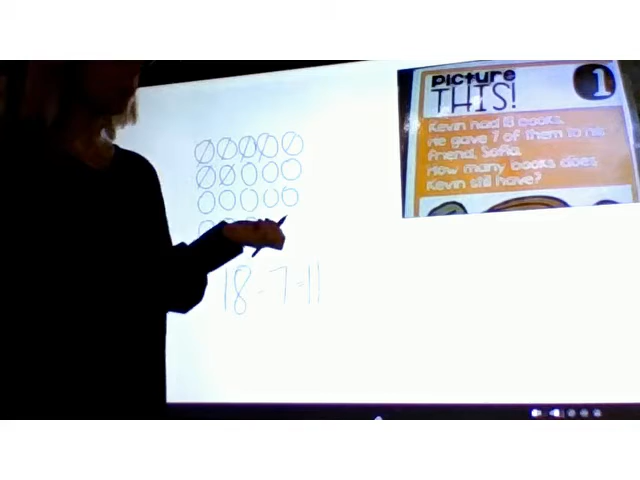 picture
THIS!
1
Kevin had 18 books.
He gave 7 of them to his
friend, Sofia.
How many books does
Kevin still have?
18 - 7 = 11